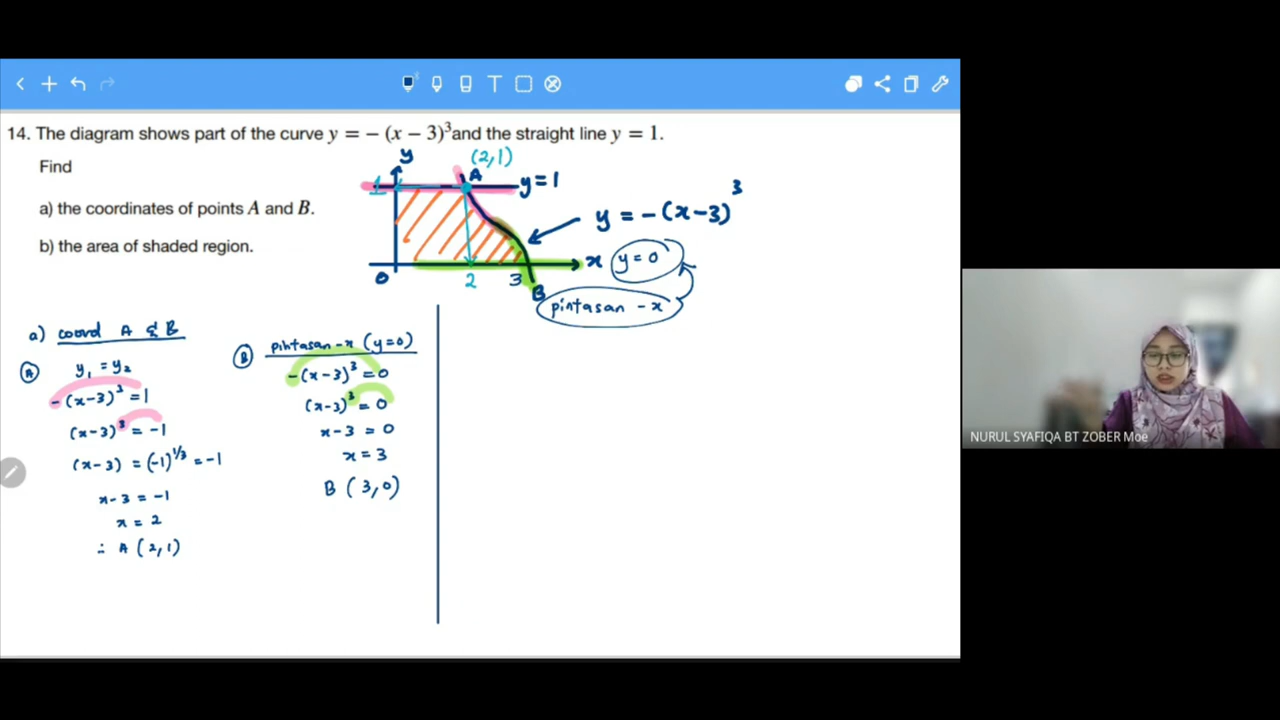 14. The diagram shows part of the curve y = − (x − 3)³and the straight line y = 1.
Find
a) the coordinates of points A and B.
b) the area of shaded region.
y
(2,1)
A
1
y=1
y = −(x−3)³
x
y=0
0
2
3
B
pintasan -x
a) coord A & B
A
y₁ = y₂
−(x−3)³ = 1
(x−3)³ = −1
(x−3) = (−1)^1/3 = −1
x−3 = −1
x = 2
∴ A (2,1)
B
pintasan -x (y=0)
−(x−3)³ = 0
(x−3)³ = 0
x−3 = 0
x = 3
B (3,0)
NURUL SYAFIQA BT ZOBER Moe